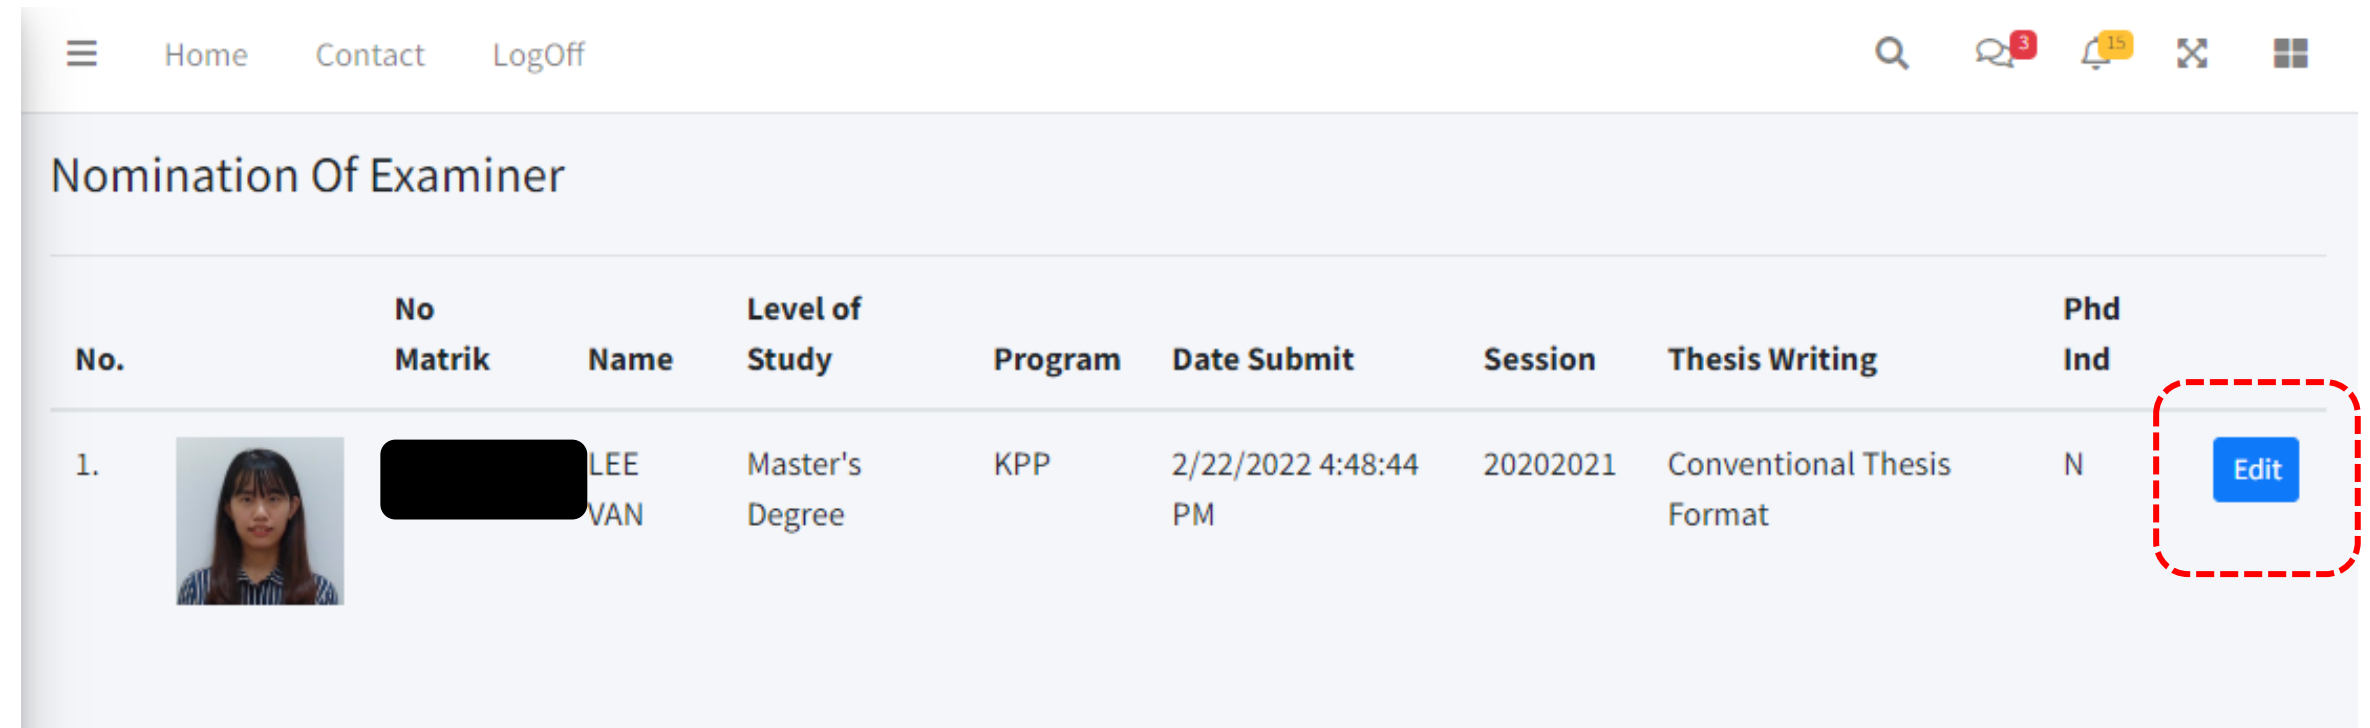 Home Contact LogOff 3 15
Nomination Of Examiner
No Level of Phd
No. Matrik Name Study Program Date Submit Session Thesis Writing Ind
1. LEE Master's KPP 2/22/2022 4:48:44 20202021 Conventional Thesis N Edit
VAN Degree PM Format